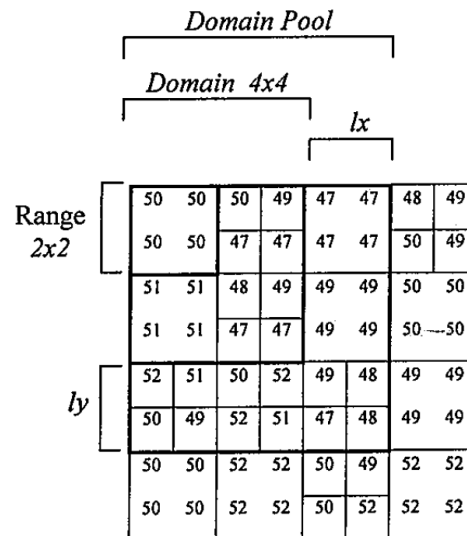 Domain Pool
Domain 4x4
lx
50 50 50 49 47 47 48 49
Range
2x2
50 50 47 47 47 47 50 49
51 51 48 49 49 49 50 50
51 51 47 47 49 49 50 50
52 51 50 52 49 48 49 49
ly
50 49 52 51 47 48 49 49
50 50 52 52 50 49 52 52
50 50 52 52 50 52 52 52